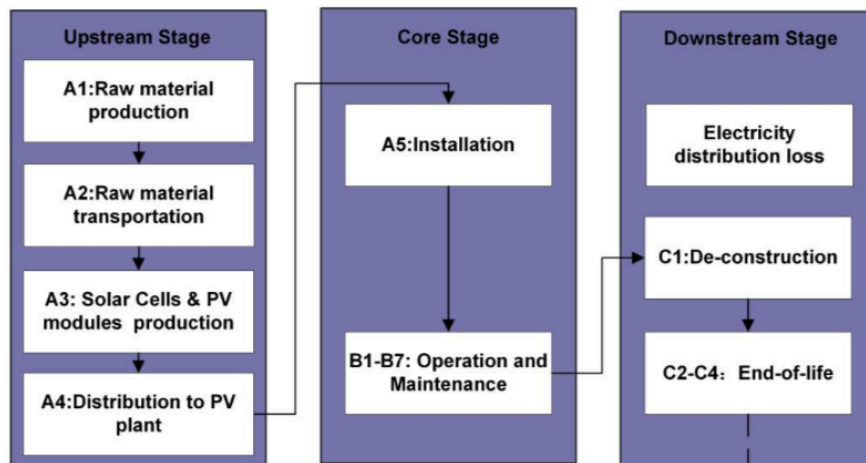 Upstream Stage
A1:Raw material
production
A2:Raw material
transportation
A3: Solar Cells & PV
modules production
A4:Distribution to PV
plant
Core Stage
A5:Installation
B1-B7: Operation and
Maintenance
Downstream Stage
Electricity
distribution loss
C1:De-construction
C2-C4：End-of-life